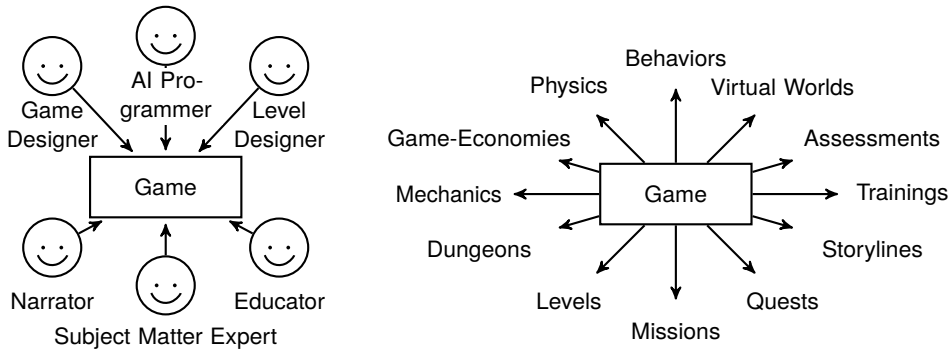 AI Pro-
grammer
Game
Designer
Level
Designer
Game
Narrator
Educator
Subject Matter Expert
Behaviors
Physics
Virtual Worlds
Game-Economies
Assessments
Mechanics
Game
Trainings
Dungeons
Storylines
Levels
Quests
Missions